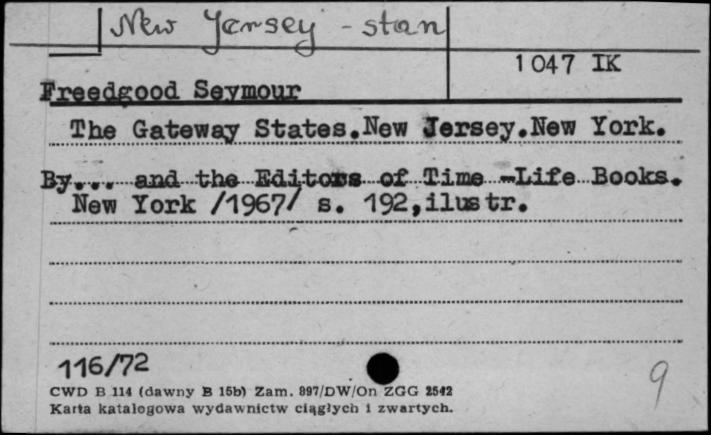 New Jersey - stan
1047 IK
Freedgood Seymour
The Gateway States.New Jersey.New York.
By... and the Editors of Time -Life Books.
New York /1967/ s. 192,ilustr.
116/72
9
CWD B 114 (dawny B 15b) Zam. 897/DW/On ZGG 2542
Karta katalogowa wydawnictw ciągłych i zwartych.